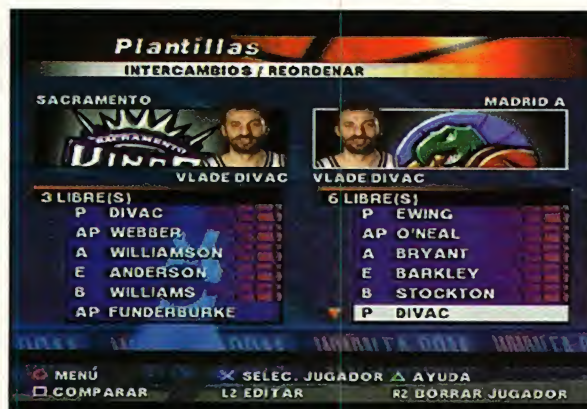 Plantillas
INTERCAMBIOS / REORDENAR
SACRAMENTO
MADRID A
SACRAMENTO
KINGS
VLADE DIVAC
VLADE DIVAC
3 LIBRE(S)
P DIVAC
AP WEBBER
A WILLIAMSON
E ANDERSON
B WILLIAMS
AP FUNDERBURKE
6 LIBRE(S)
P EWING
AP O'NEAL
A BRYANT
E BARKLEY
B STOCKTON
P DIVAC
MENÚ
SELEC. JUGADOR
AYUDA
COMPARAR
L2 EDITAR
R2 BORRAR JUGADOR